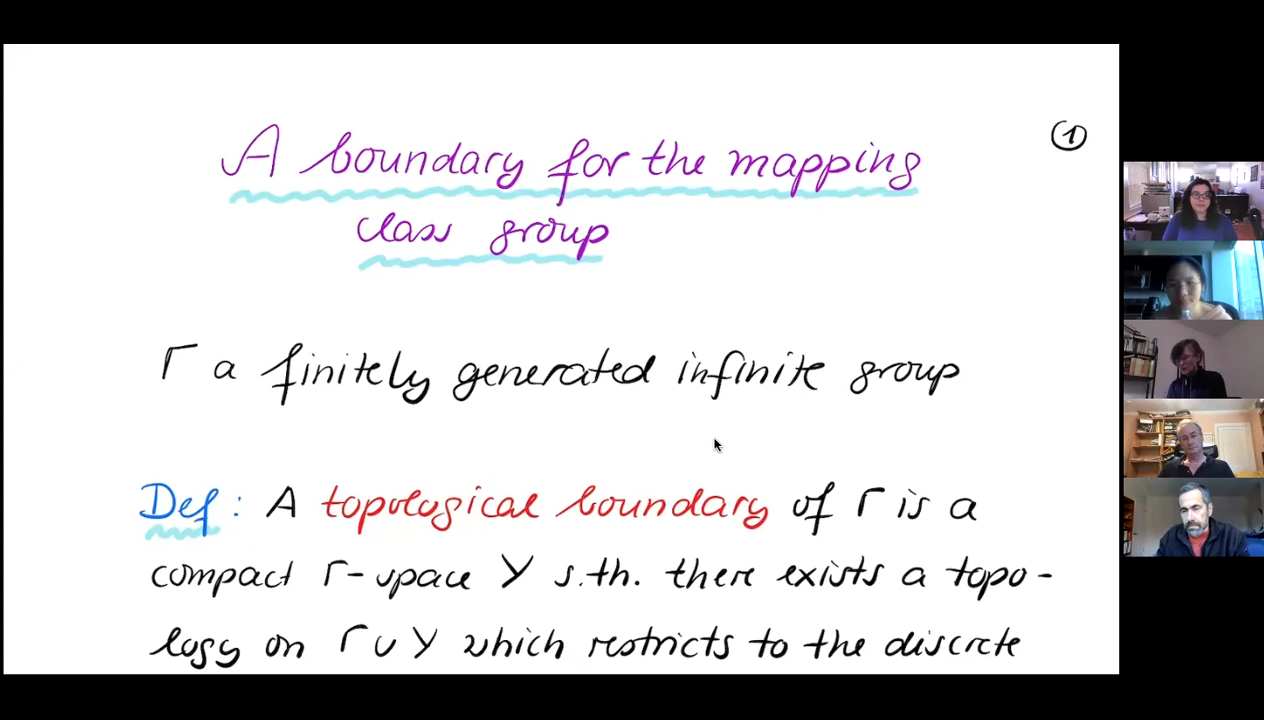 ①
A boundary for the mapping
class group
Γ a finitely generated infinite group
Def: A topological boundary of Γ is a
compact Γ-space Y s.th. there exists a topo-
logy on Γ ∪ Y which restricts to the discrete